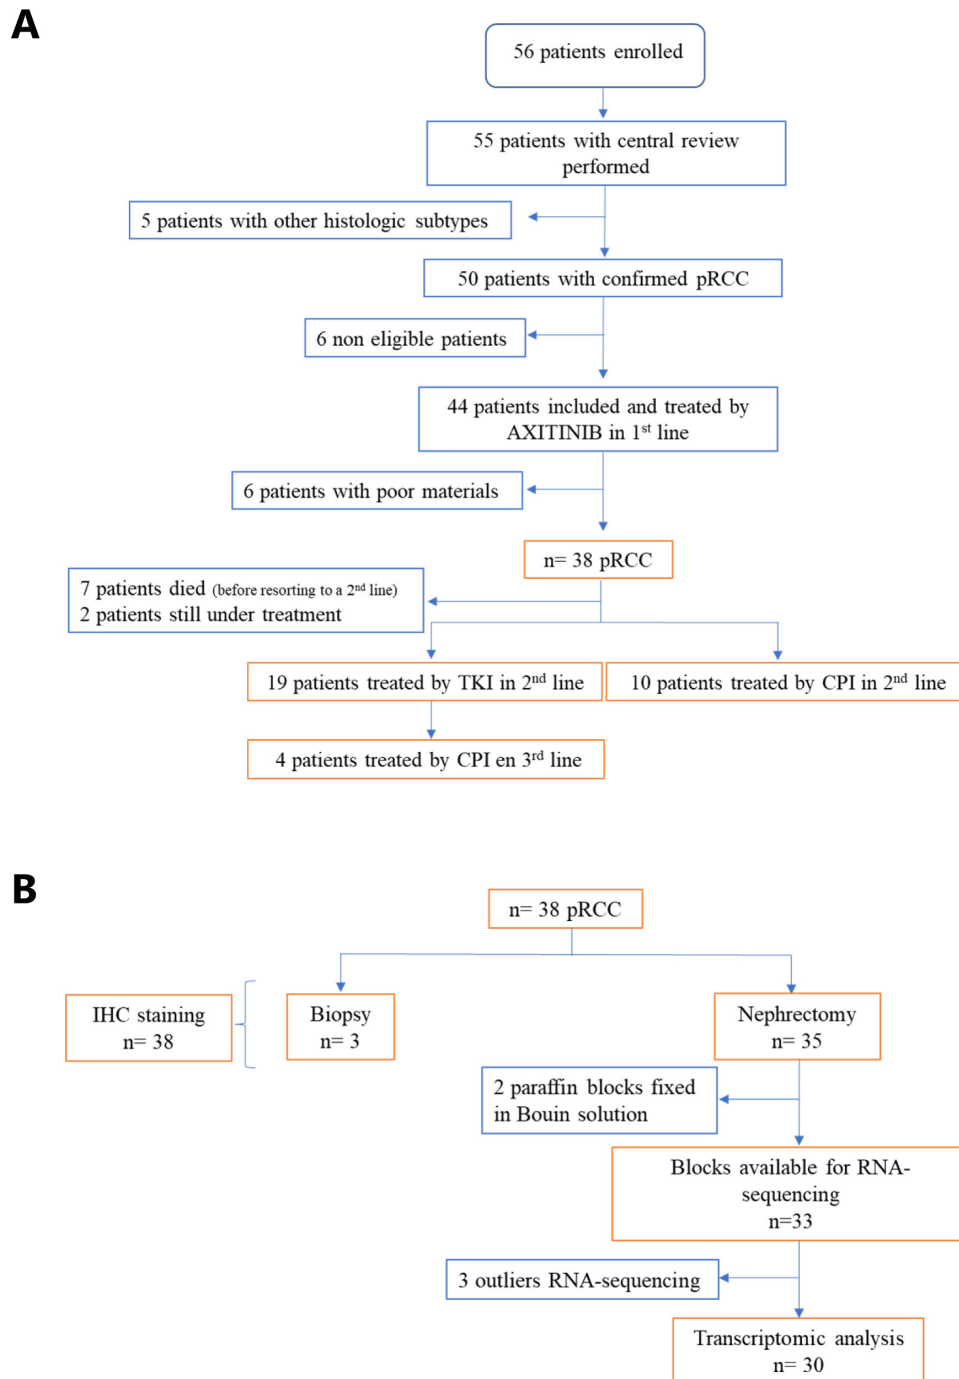 A
56 patients enrolled
55 patients with central review
performed
5 patients with other histologic subtypes
50 patients with confirmed pRCC
6 non eligible patients
44 patients included and treated by
AXITINIB in 1st line
6 patients with poor materials
n= 38 pRCC
7 patients died (before resorting to a 2nd line)
2 patients still under treatment
19 patients treated by TKI in 2nd line
10 patients treated by CPI in 2nd line
4 patients treated by CPI en 3rd line
B
n= 38 pRCC
IHC staining
n= 38
Biopsy
n= 3
Nephrectomy
n= 35
2 paraffin blocks fixed
in Bouin solution
Blocks available for RNA-
sequencing
n=33
3 outliers RNA-sequencing
Transcriptomic analysis
n= 30